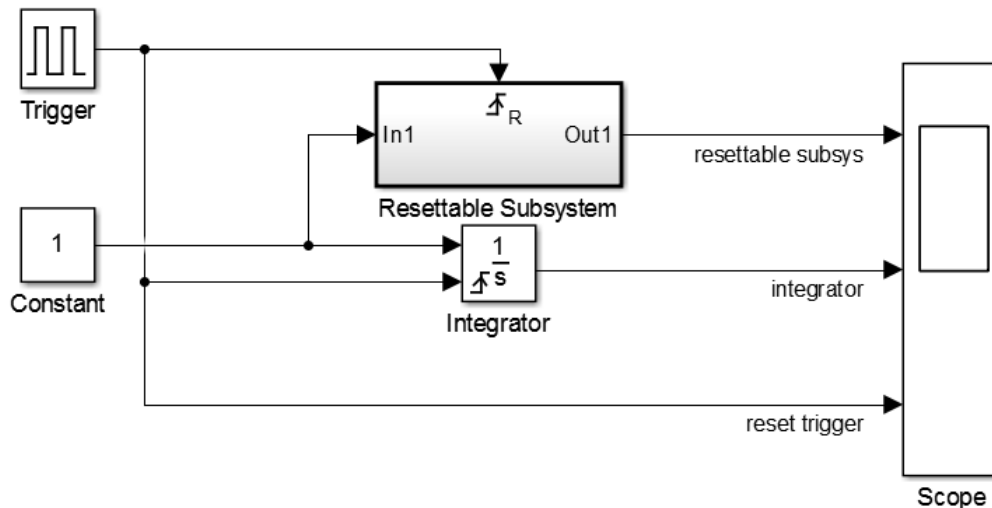 Trigger
R
In1
Out1
resettable subsys
Resettable Subsystem
1
Constant
1
s
Integrator
integrator
reset trigger
Scope